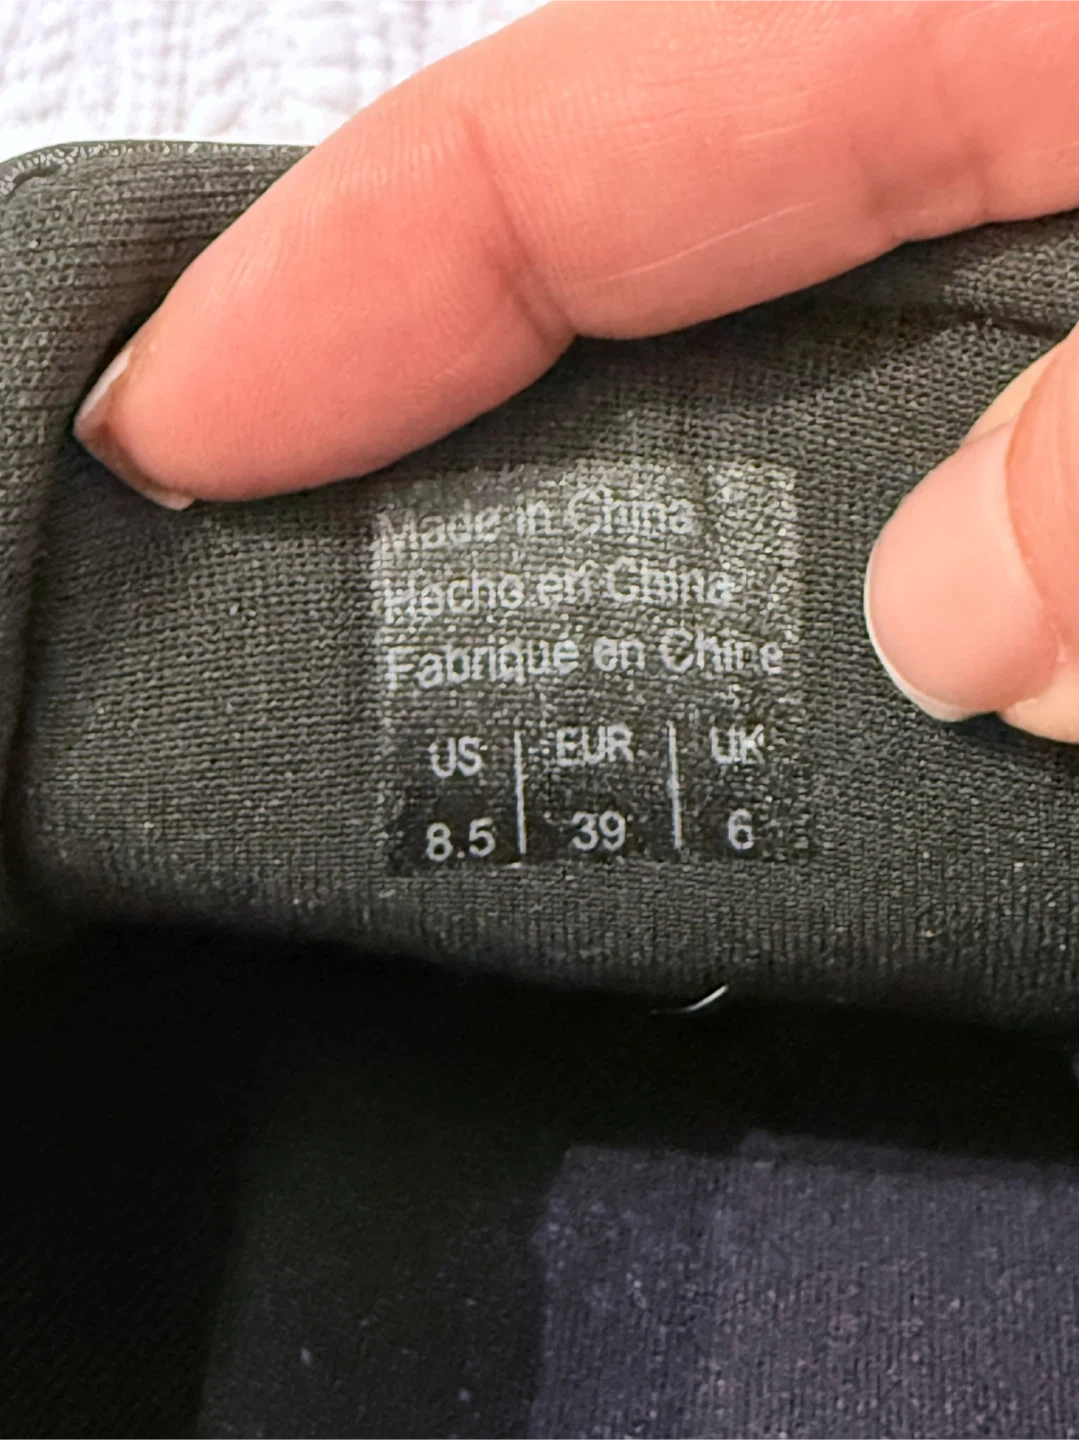 Made in China
Hecho en China
Fabriqué en Chine
US | EUR | UK
8.5 | 39 | 6